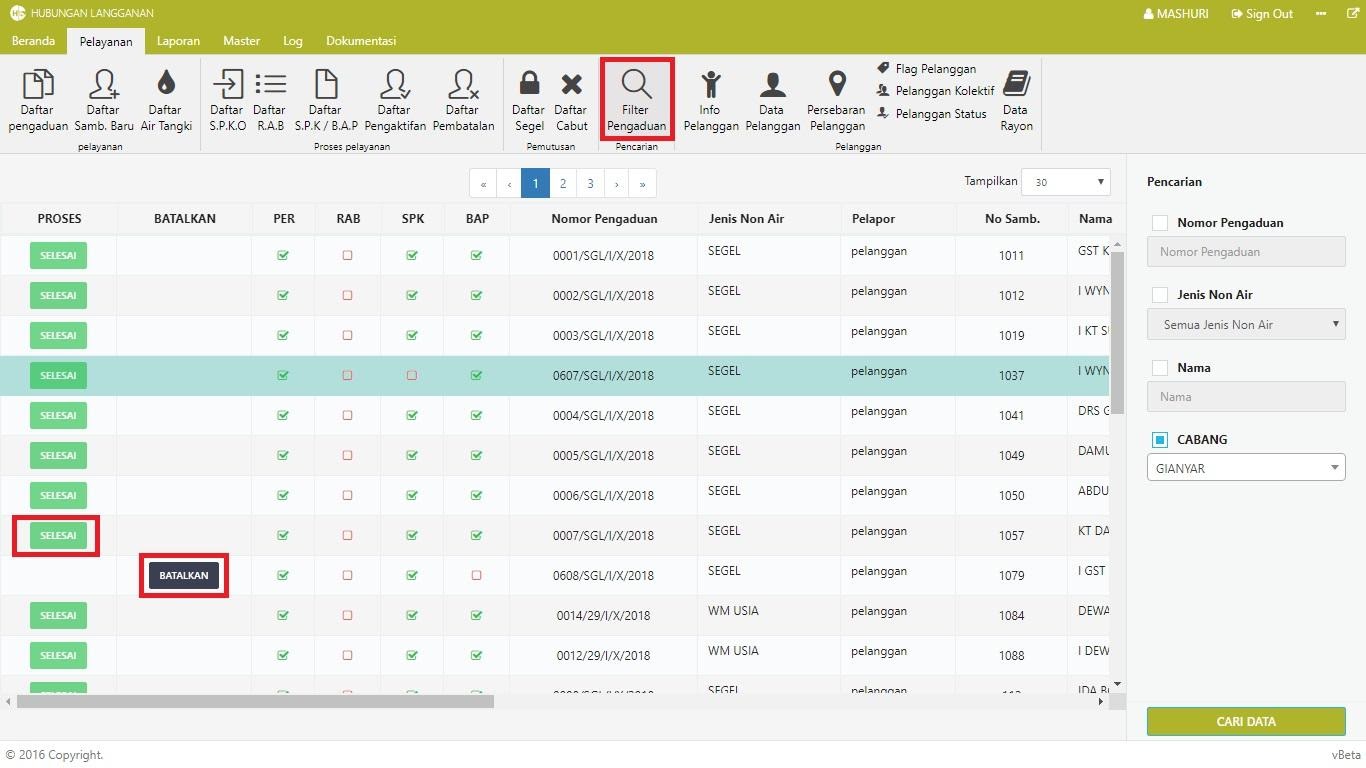 HUBUNGAN LANGGANAN
MASHURI Sign Out
Beranda Pelayanan Laporan Master Log Dokumentasi
Daftar pengaduan
Daftar Samb. Baru
Daftar Air Tangki
pelayanan
Daftar S.P.K.O
Daftar R.A.B
Daftar S.P.K / B.A.P
Daftar Pengaktifan
Daftar Pembatalan
Proses pelayanan
Daftar Segel
Daftar Cabut
Pemutusan
Filter Pengaduan
Pencarian
Info Pelanggan
Data Pelanggan
Persebaran Pelanggan
Flag Pelanggan
Pelanggan Kolektif
Pelanggan Status
Data Rayon
Pelanggan
« ‹ 1 2 3 › »
Tampilkan 30
PROSES BATALKAN PER RAB SPK BAP Nomor Pengaduan Jenis Non Air Pelapor No Samb. Nama
SELESAI 0001/SGL/I/X/2018 SEGEL pelanggan 1011 GST K
SELESAI 0002/SGL/I/X/2018 SEGEL pelanggan 1012 I WYN
SELESAI 0003/SGL/I/X/2018 SEGEL pelanggan 1019 I KT SU
SELESAI 0607/SGL/I/X/2018 SEGEL pelanggan 1037 I WYN
SELESAI 0004/SGL/I/X/2018 SEGEL pelanggan 1041 DRS G
SELESAI 0005/SGL/I/X/2018 SEGEL pelanggan 1049 DAMU
SELESAI 0006/SGL/I/X/2018 SEGEL pelanggan 1050 ABDU
SELESAI 0007/SGL/I/X/2018 SEGEL pelanggan 1057 KT DA
BATALKAN 0608/SGL/I/X/2018 SEGEL pelanggan 1079 I GST
SELESAI 0014/29/I/X/2018 WM USIA pelanggan 1084 DEWA
SELESAI 0012/29/I/X/2018 WM USIA pelanggan 1088 I DEW
SEGEL pelanggan
Pencarian
Nomor Pengaduan
Nomor Pengaduan
Jenis Non Air
Semua Jenis Non Air
Nama
Nama
CABANG
GIANYAR
CARI DATA
© 2016 Copyright.
vBeta